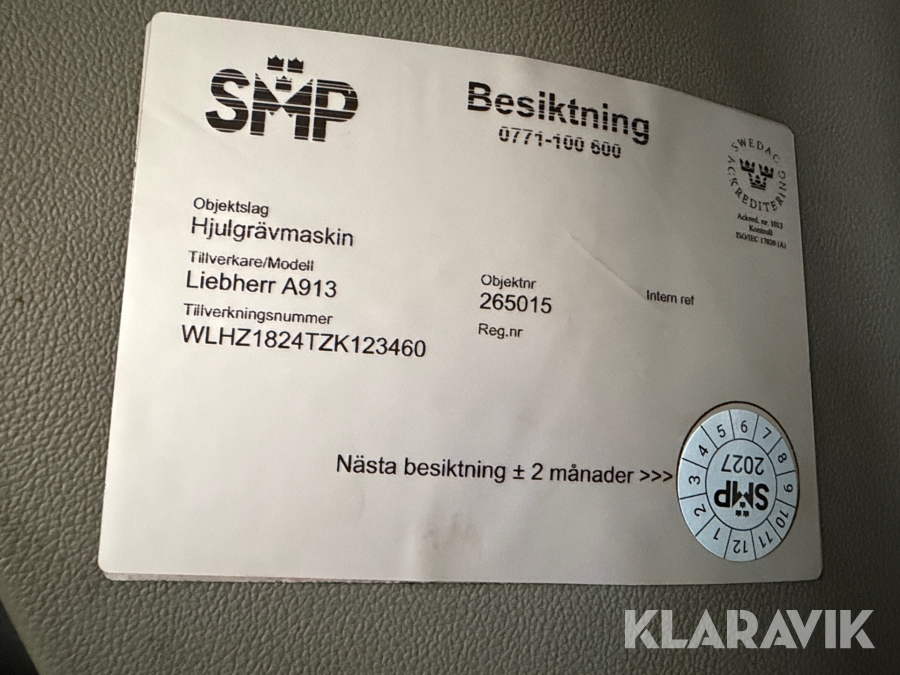 SMP
Besiktning
0771-100 600
SWEDAC
ACKREDITERING
Ackred. nr. 1013
Kontroll
ISO/IEC 17020 (A)
Objektslag
Hjulgrävmaskin
Tillverkare/Modell
Liebherr A913
Objektnr
265015
Intern ref
Tillverkningsnummer
WLHZ1824TZK123460
Reg.nr
Nästa besiktning ± 2 månader >>>
1 2 3 4 5 6 7 8 9 10 11 12
SMP
2027
KLARAVIK